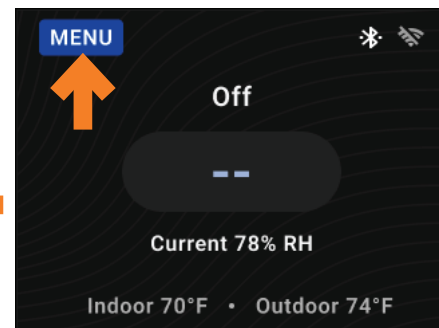 MENU
Off
--
Current 78% RH
Indoor 70°F • Outdoor 74°F